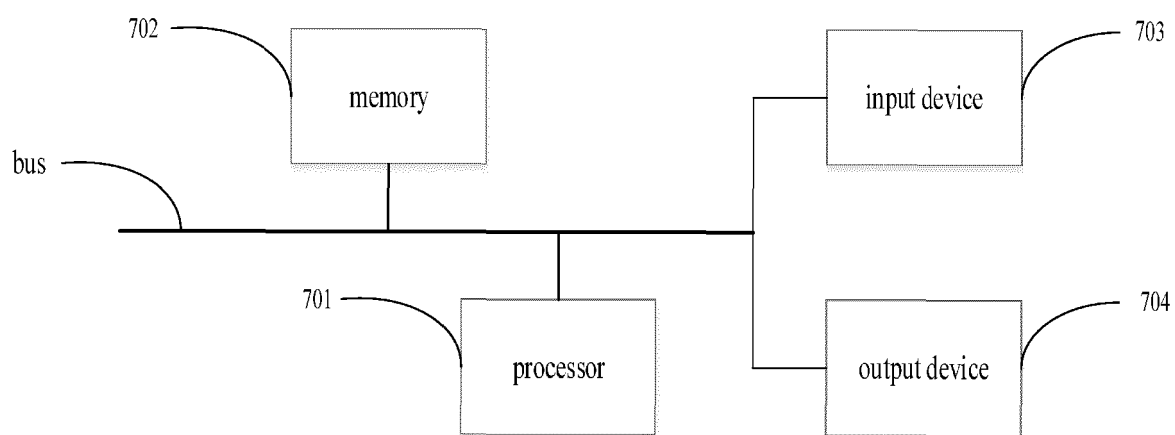 702
memory
703
input device
bus
701
processor
704
output device